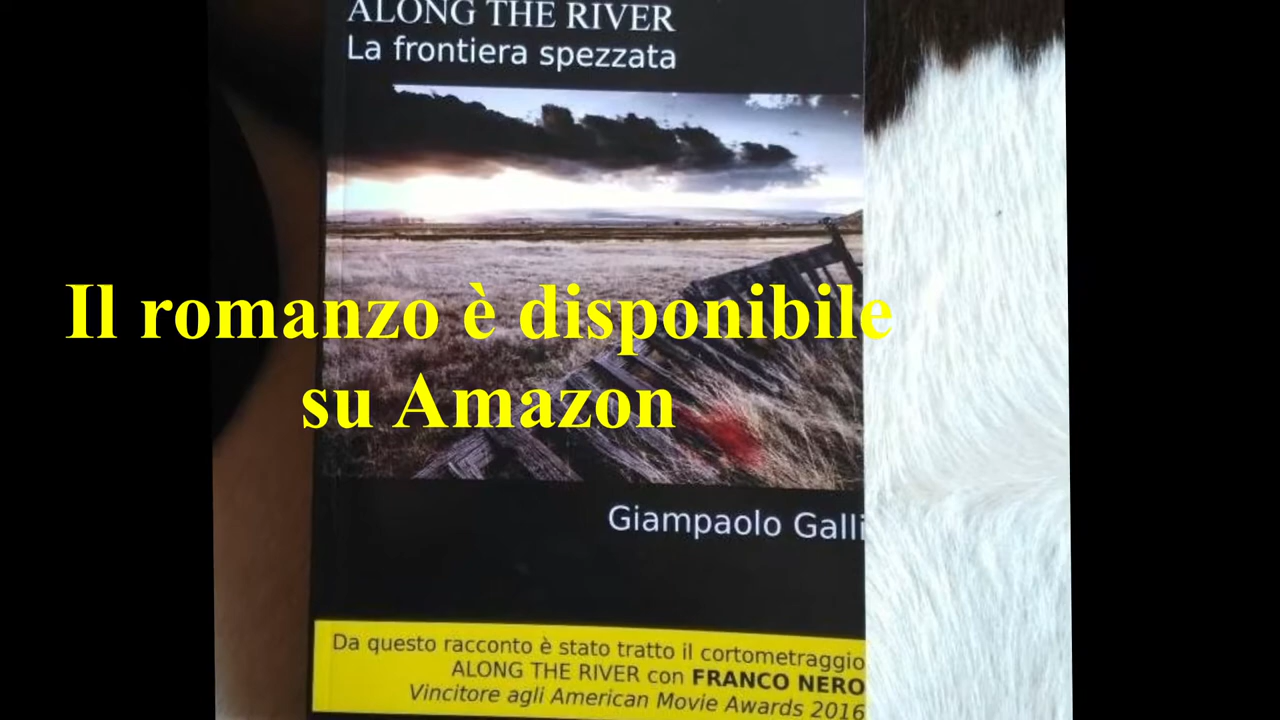 ALONG THE RIVER
La frontiera spezzata
Il romanzo è disponibile
su Amazon
Giampaolo Galli
Da questo racconto è stato tratto il cortometraggio
ALONG THE RIVER con FRANCO NERO
Vincitore agli American Movie Awards 2016